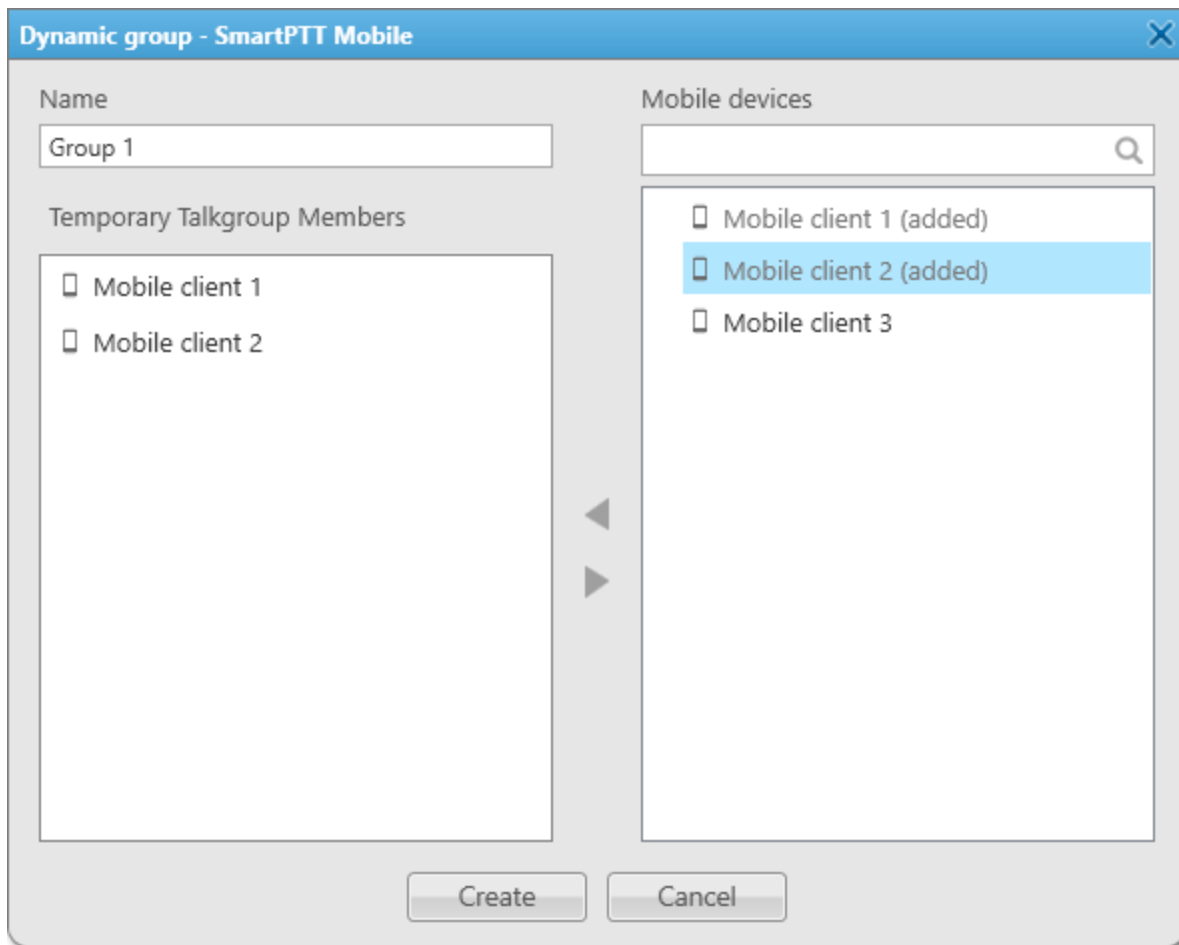 Dynamic group - SmartPTT Mobile
Name
Group 1
Temporary Talkgroup Members
Mobile client 1
Mobile client 2
Mobile devices
Mobile client 1 (added)
Mobile client 2 (added)
Mobile client 3
Create
Cancel